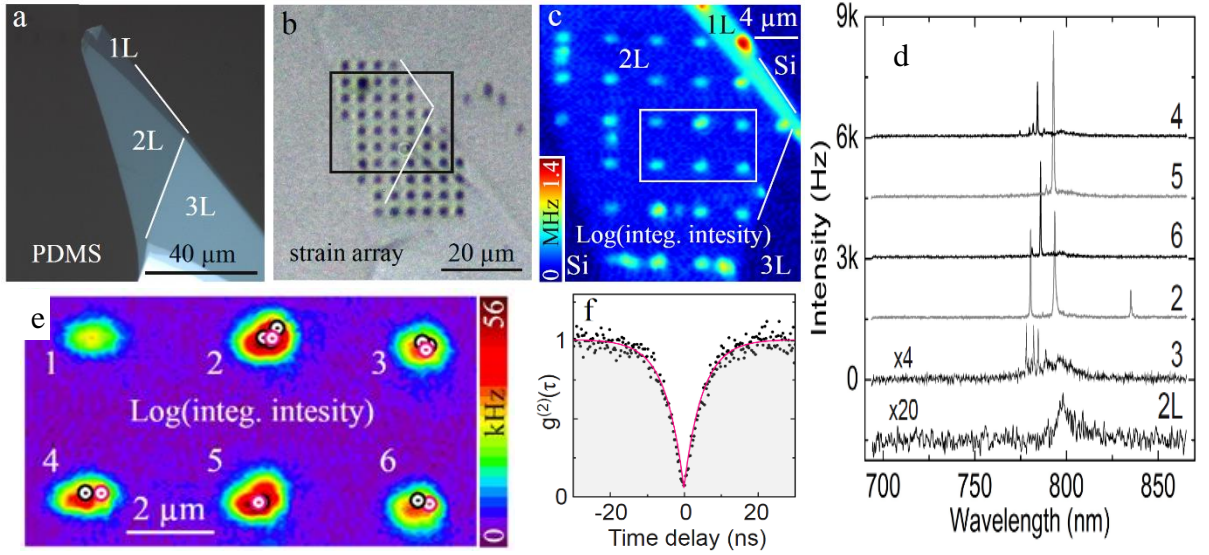 a
1L
2L
3L
PDMS
40 µm
b
strain array
20 µm
c
1L
4 µm
2L
Si
MHz 1.4
0
Log(integ. intesity)
Si
3L
d
9k
6k
3k
0
Intensity (Hz)
4
5
6
2
x4
3
x20
2L
700
750
800
850
Wavelength (nm)
e
1
2
3
56
kHz
0
Log(integ. intesity)
4
5
6
2 µm
f
1
0
g(2)(τ)
-20
0
20
Time delay (ns)